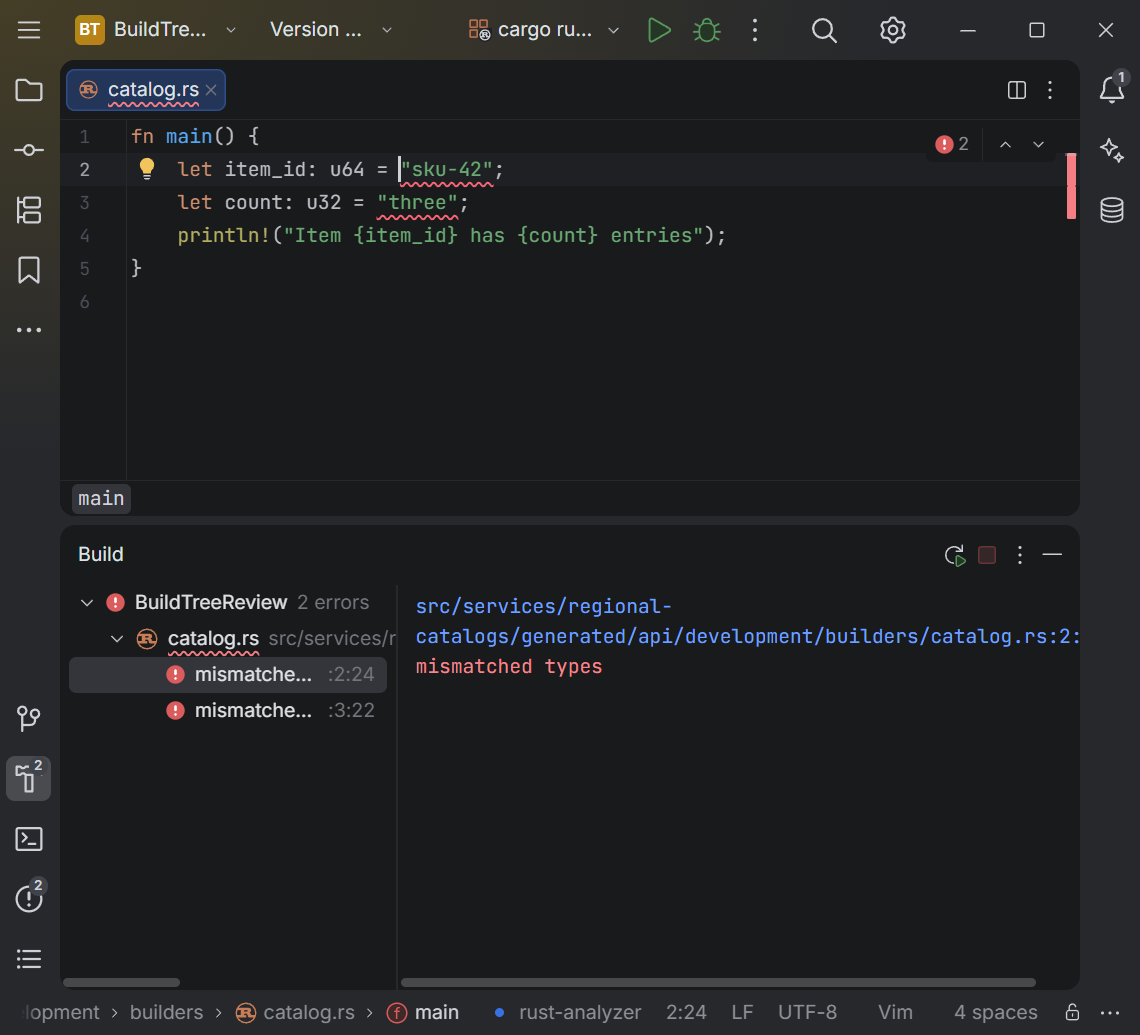 BT BuildTre... Version ... cargo ru...
catalog.rs
1
1 fn main() {
2
2 let item_id: u64 = "sku-42";
3 let count: u32 = "three";
4 println!("Item {item_id} has {count} entries");
5 }
6
main
Build
BuildTreeReview 2 errors
catalog.rs src/services/r
mismatche... :2:24
mismatche... :3:22
src/services/regional-
catalogs/generated/api/development/builders/catalog.rs:2:
mismatched types
2
2
lopment › builders › catalog.rs › main rust-analyzer 2:24 LF UTF-8 Vim 4 spaces